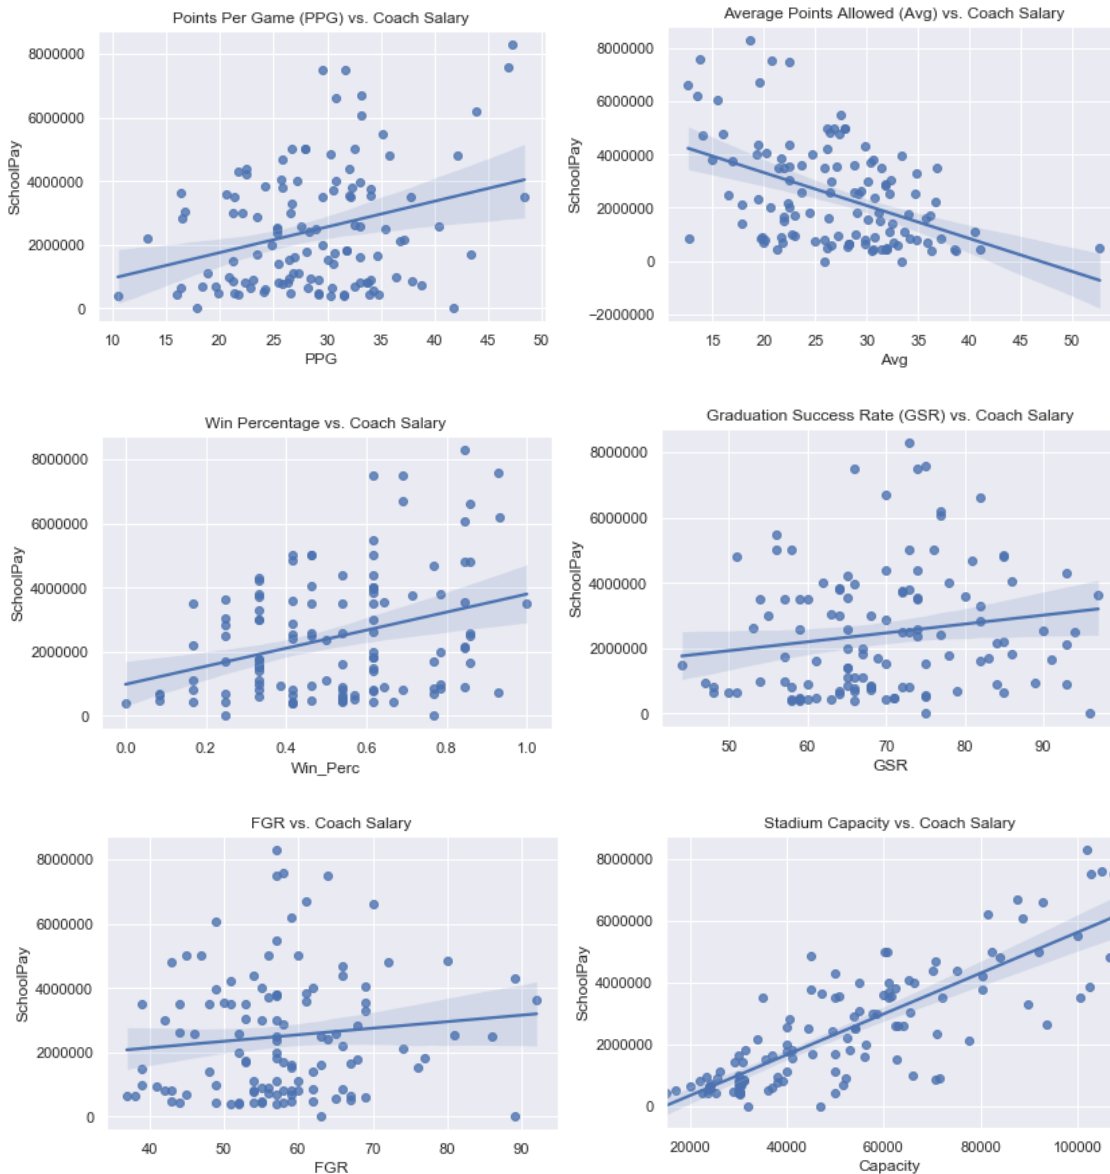 Points Per Game (PPG) vs. Coach Salary
8000000
6000000
4000000
2000000
0
SchoolPay
10 15 20 25 30 35 40 45 50
PPG
Average Points Allowed (Avg) vs. Coach Salary
8000000
6000000
4000000
2000000
0
−2000000
SchoolPay
15 20 25 30 35 40 45 50
Avg
Win Percentage vs. Coach Salary
8000000
6000000
4000000
2000000
0
SchoolPay
0.0 0.2 0.4 0.6 0.8 1.0
Win_Perc
Graduation Success Rate (GSR) vs. Coach Salary
8000000
6000000
4000000
2000000
0
SchoolPay
50 60 70 80 90
GSR
FGR vs. Coach Salary
8000000
6000000
4000000
2000000
0
SchoolPay
40 50 60 70 80 90
FGR
Stadium Capacity vs. Coach Salary
8000000
6000000
4000000
2000000
0
SchoolPay
20000 40000 60000 80000 100000
Capacity